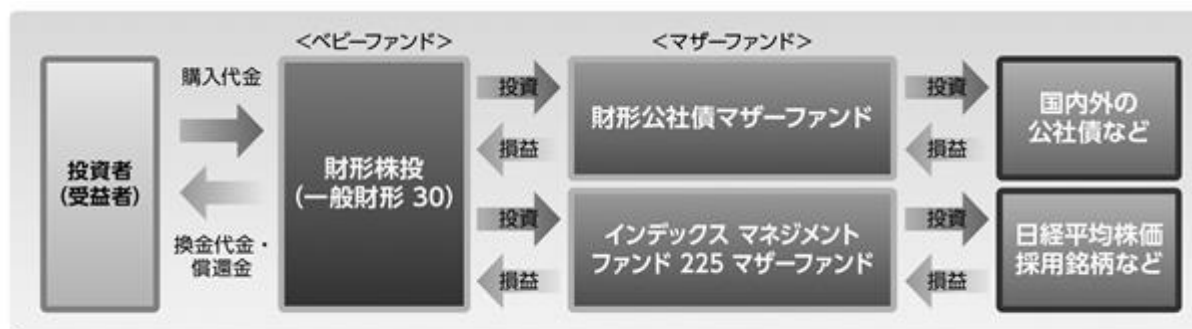 <ベビーファンド>
<マザーファンド>
購入代金
投資者
(受益者)
換金代金・
償還金
財形株投
(一般財形 30)
投資
損益
財形公社債マザーファンド
投資
損益
国内外の
公社債など
投資
損益
インデックス マネジメント
ファンド 225 マザーファンド
投資
損益
日経平均株価
採用銘柄など